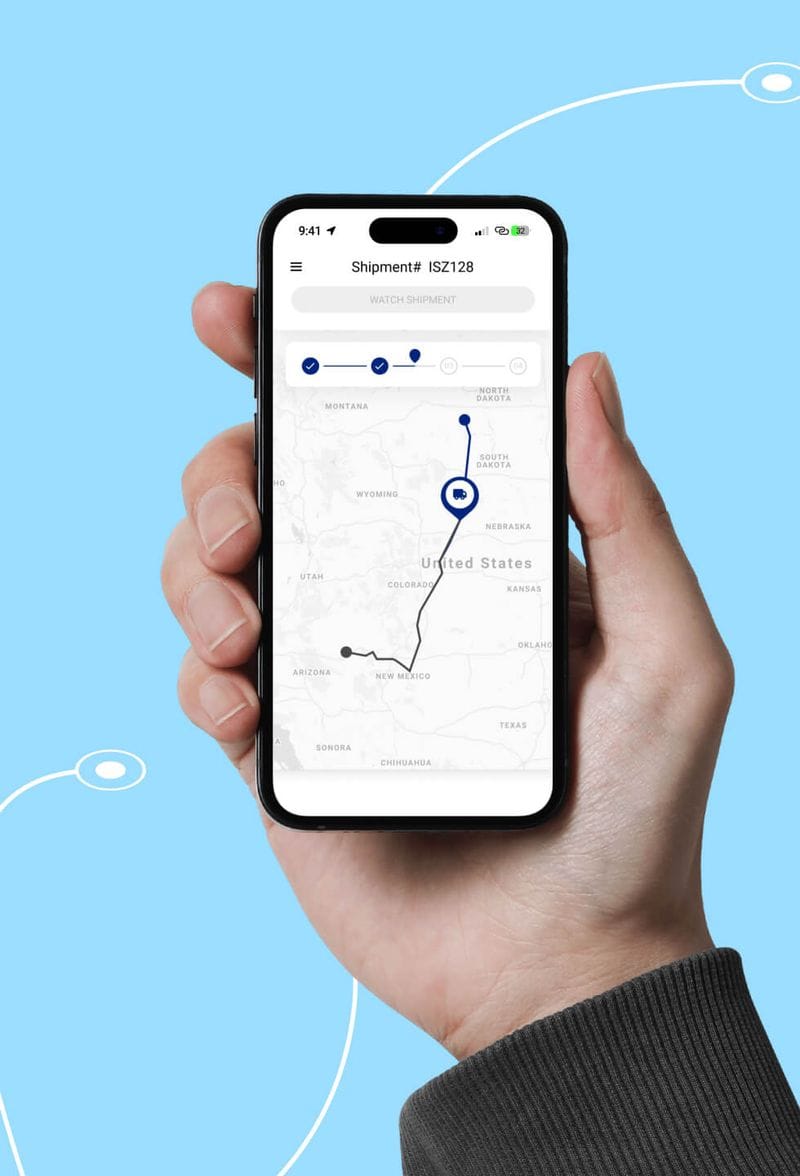 9:41
32
Shipment# ISZ128
WATCH SHIPMENT
03
04
NORTH
DAKOTA
MONTANA
SOUTH
DAKOTA
HO
WYOMING
NEBRASKA
United States
UTAH
COLORADO
KANSAS
OKLAHO
ARIZONA
NEW MEXICO
TEXAS
A
SONORA
CHIHUAHUA